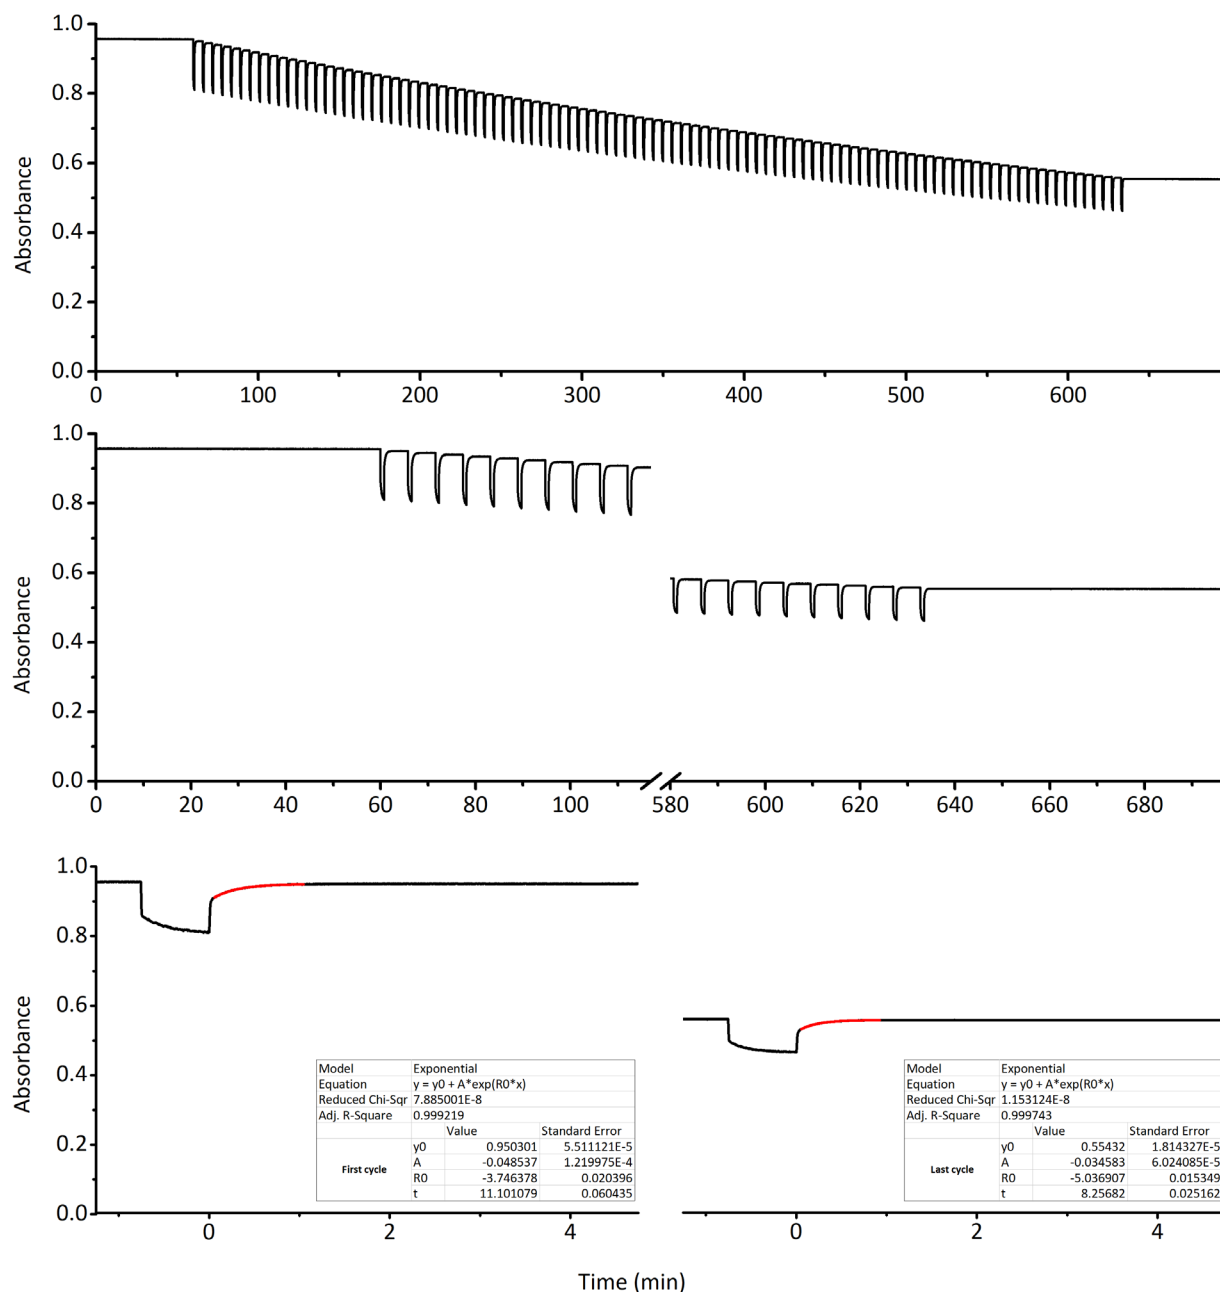 1.0
0.8
0.6
0.4
0.2
0.0
Absorbance
0 100 200 300 400 500 600
1.0
0.8
0.6
0.4
0.2
0.0
Absorbance
0 20 40 60 80 100 580 600 620 640 660 680
1.0
0.8
0.6
0.4
0.2
0.0
Absorbance
Model Exponential
Equation y = y0 + A*exp(R0*x)
Reduced Chi-Sqr 7.885001E-8
Adj. R-Square 0.999219
Value Standard Error
First cycle
y0 0.950301 5.511121E-5
A -0.048537 1.219975E-4
R0 -3.746378 0.020396
t 11.101079 0.060435
Model Exponential
Equation y = y0 + A*exp(R0*x)
Reduced Chi-Sqr 1.153124E-8
Adj. R-Square 0.999743
Value Standard Error
Last cycle
y0 0.55432 1.814327E-5
A -0.034583 6.024085E-5
R0 -5.036907 0.015349
t 8.25682 0.025162
0 2 4 0 2 4
Time (min)